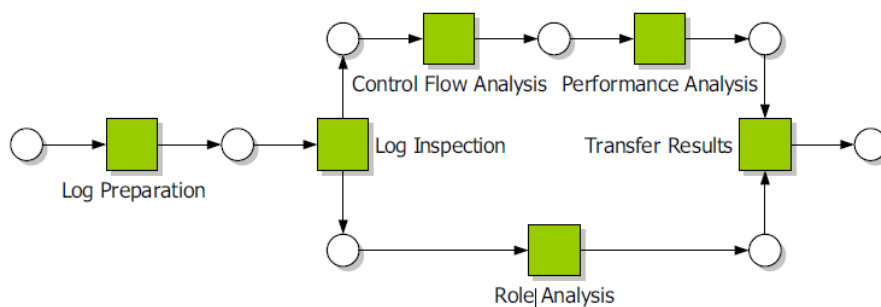 Control Flow Analysis
Performance Analysis
Log Inspection
Transfer Results
Log Preparation
Role Analysis